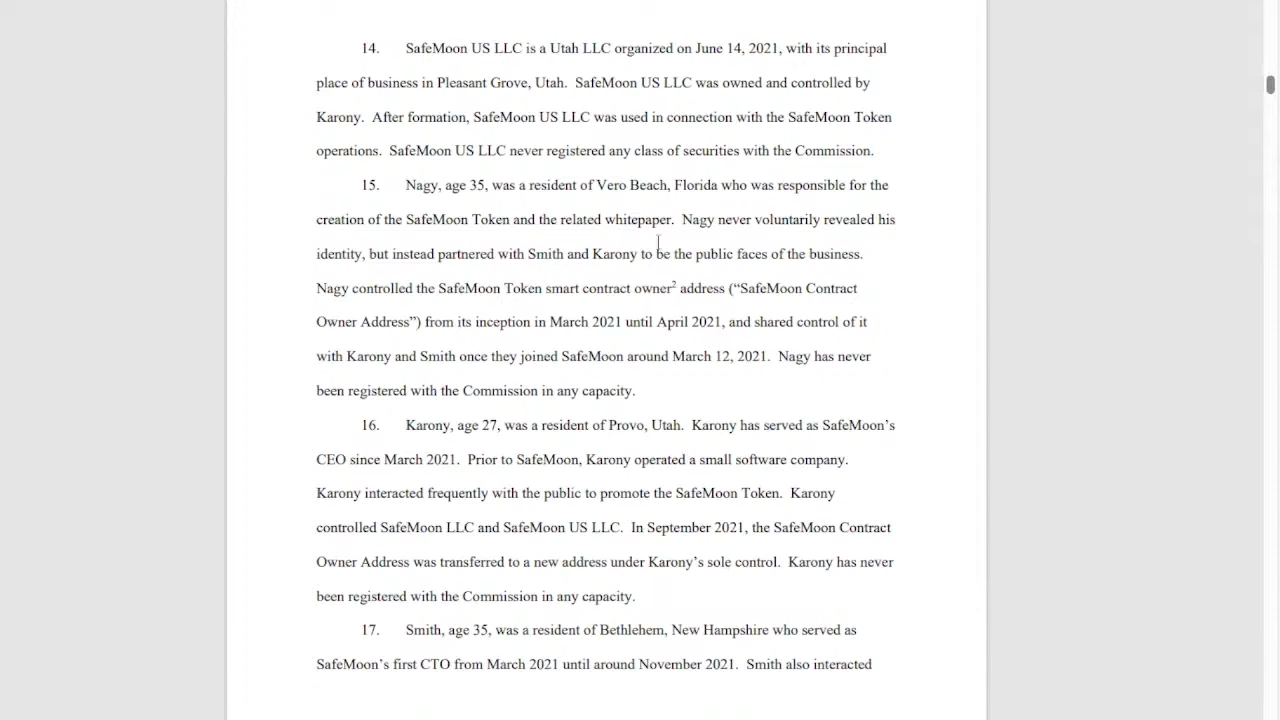 14. SafeMoon US LLC is a Utah LLC organized on June 14, 2021, with its principal
place of business in Pleasant Grove, Utah. SafeMoon US LLC was owned and controlled by
Karony. After formation, SafeMoon US LLC was used in connection with the SafeMoon Token
operations. SafeMoon US LLC never registered any class of securities with the Commission.
15. Nagy, age 35, was a resident of Vero Beach, Florida who was responsible for the
creation of the SafeMoon Token and the related whitepaper. Nagy never voluntarily revealed his
identity, but instead partnered with Smith and Karony to be the public faces of the business.
Nagy controlled the SafeMoon Token smart contract owner² address (“SafeMoon Contract
Owner Address”) from its inception in March 2021 until April 2021, and shared control of it
with Karony and Smith once they joined SafeMoon around March 12, 2021. Nagy has never
been registered with the Commission in any capacity.
16. Karony, age 27, was a resident of Provo, Utah. Karony has served as SafeMoon’s
CEO since March 2021. Prior to SafeMoon, Karony operated a small software company.
Karony interacted frequently with the public to promote the SafeMoon Token. Karony
controlled SafeMoon LLC and SafeMoon US LLC. In September 2021, the SafeMoon Contract
Owner Address was transferred to a new address under Karony’s sole control. Karony has never
been registered with the Commission in any capacity.
17. Smith, age 35, was a resident of Bethlehem, New Hampshire who served as
SafeMoon’s first CTO from March 2021 until around November 2021. Smith also interacted